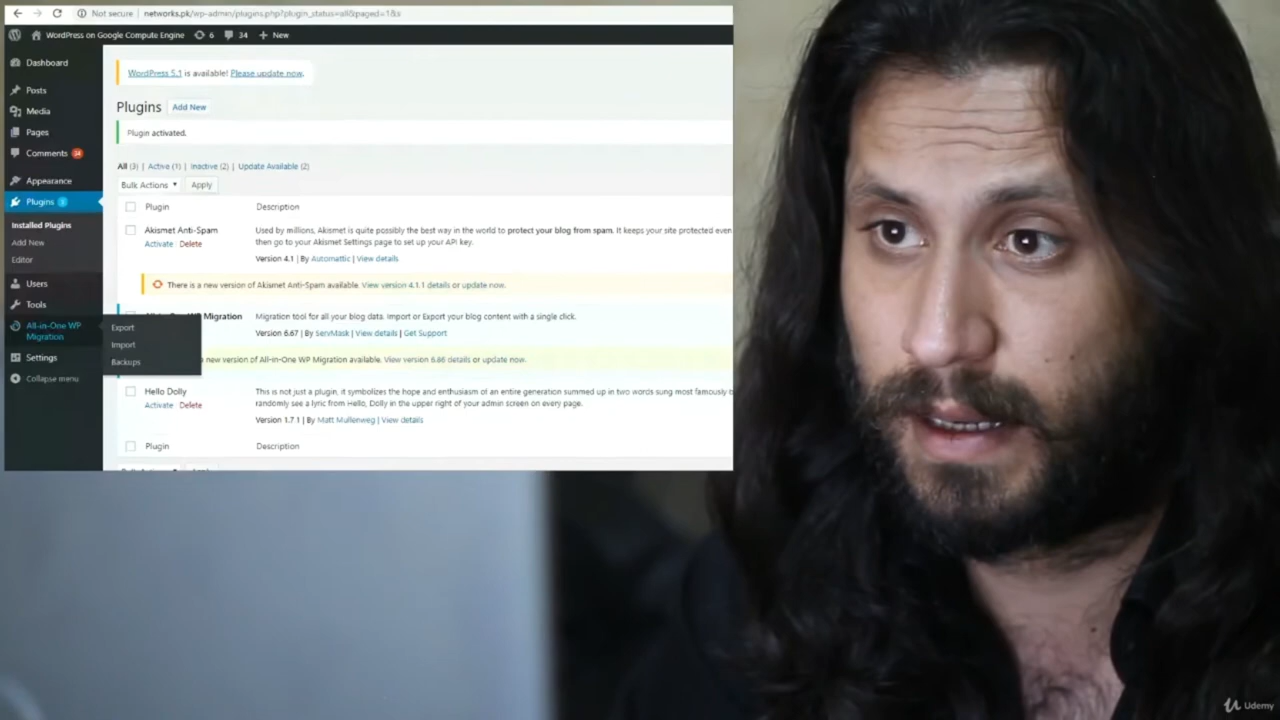 Not secure | networks.pk/wp-admin/plugins.php?plugin_status=all&paged=1&s
WordPress on Google Compute Engine 6 34 + New
Dashboard
Posts
Media
Pages
Comments 34
Appearance
Plugins 3
Installed Plugins
Add New
Editor
Users
Tools
All-in-One WP
Migration
Settings
Collapse menu
Export
Import
Backups
WordPress 5.1 is available! Please update now.
Plugins Add New
Plugin activated.
All (3) | Active (1) | Inactive (2) | Update Available (2)
Bulk Actions Apply
Plugin Description
Akismet Anti-Spam Used by millions, Akismet is quite possibly the best way in the world to protect your blog from spam. It keeps your site protected even
Activate Delete then go to your Akismet Settings page to set up your API key.
Version 4.1 | By Automattic | View details
There is a new version of Akismet Anti-Spam available. View version 4.1.1 details or update now.
Migration Migration tool for all your blog data. Import or Export your blog content with a single click.
Version 6.67 | By ServMask | View details | Get Support
new version of All-in-One WP Migration available. View version 6.86 details or update now.
Hello Dolly This is not just a plugin, it symbolizes the hope and enthusiasm of an entire generation summed up in two words sung most famously b
Activate Delete randomly see a lyric from Hello, Dolly in the upper right of your admin screen on every page.
Version 1.7.1 | By Matt Mullenweg | View details
Plugin Description
Udemy